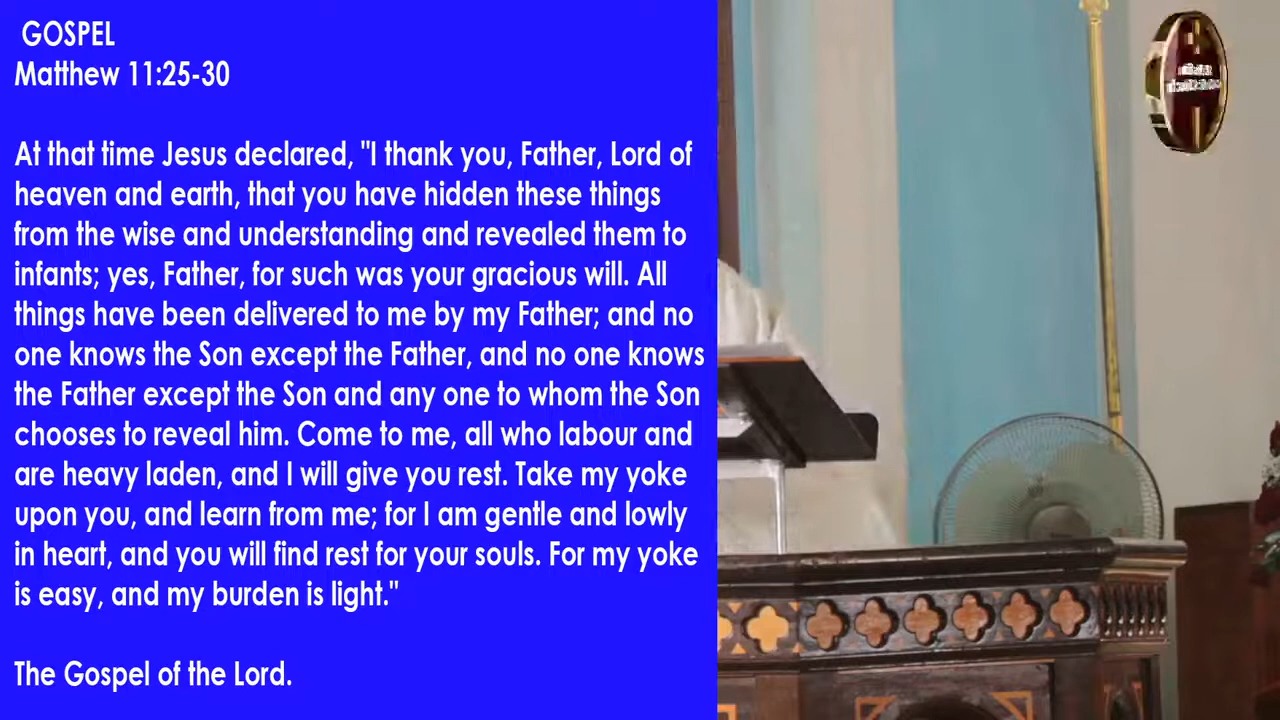 GOSPEL
Matthew 11:25-30
At that time Jesus declared, "I thank you, Father, Lord of
heaven and earth, that you have hidden these things
from the wise and understanding and revealed them to
infants; yes, Father, for such was your gracious will. All
things have been delivered to me by my Father; and no
one knows the Son except the Father, and no one knows
the Father except the Son and any one to whom the Son
chooses to reveal him. Come to me, all who labour and
are heavy laden, and I will give you rest. Take my yoke
upon you, and learn from me; for I am gentle and lowly
in heart, and you will find rest for your souls. For my yoke
is easy, and my burden is light."
The Gospel of the Lord.